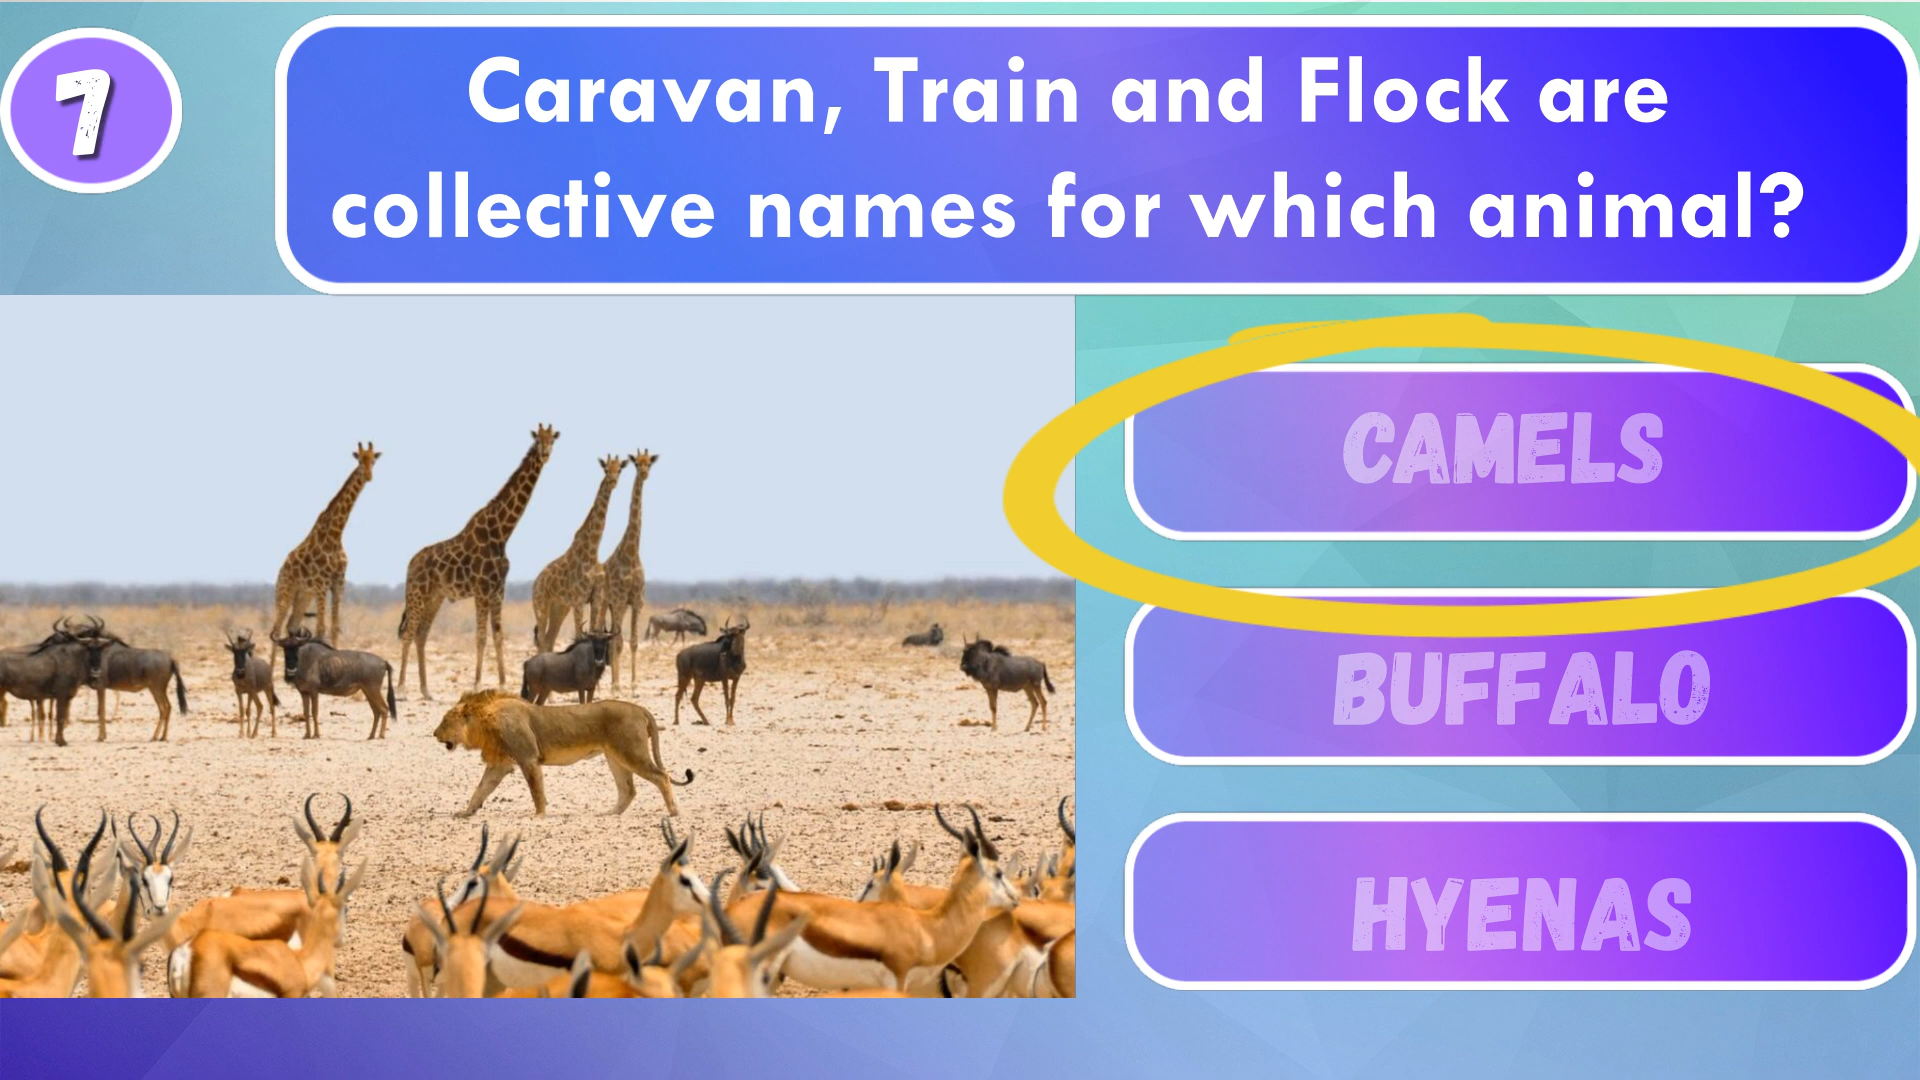 7
Caravan, Train and Flock are
collective names for which animal?
CAMELS
BUFFALO
HYENAS